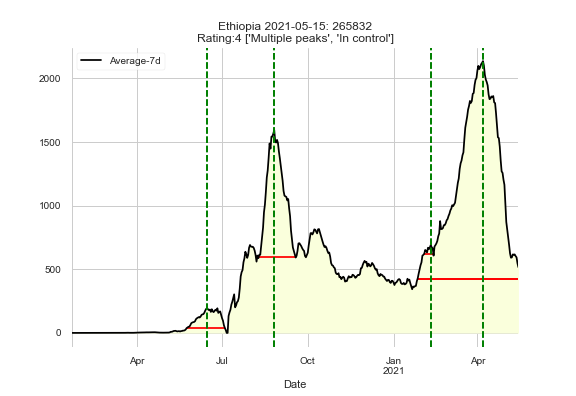 Ethiopia 2021-05-15: 265832
Rating:4 ['Multiple peaks', 'In control']
Average-7d
2000
1500
1000
500
0
Apr
Jul
Oct
Jan
2021
Apr
Date